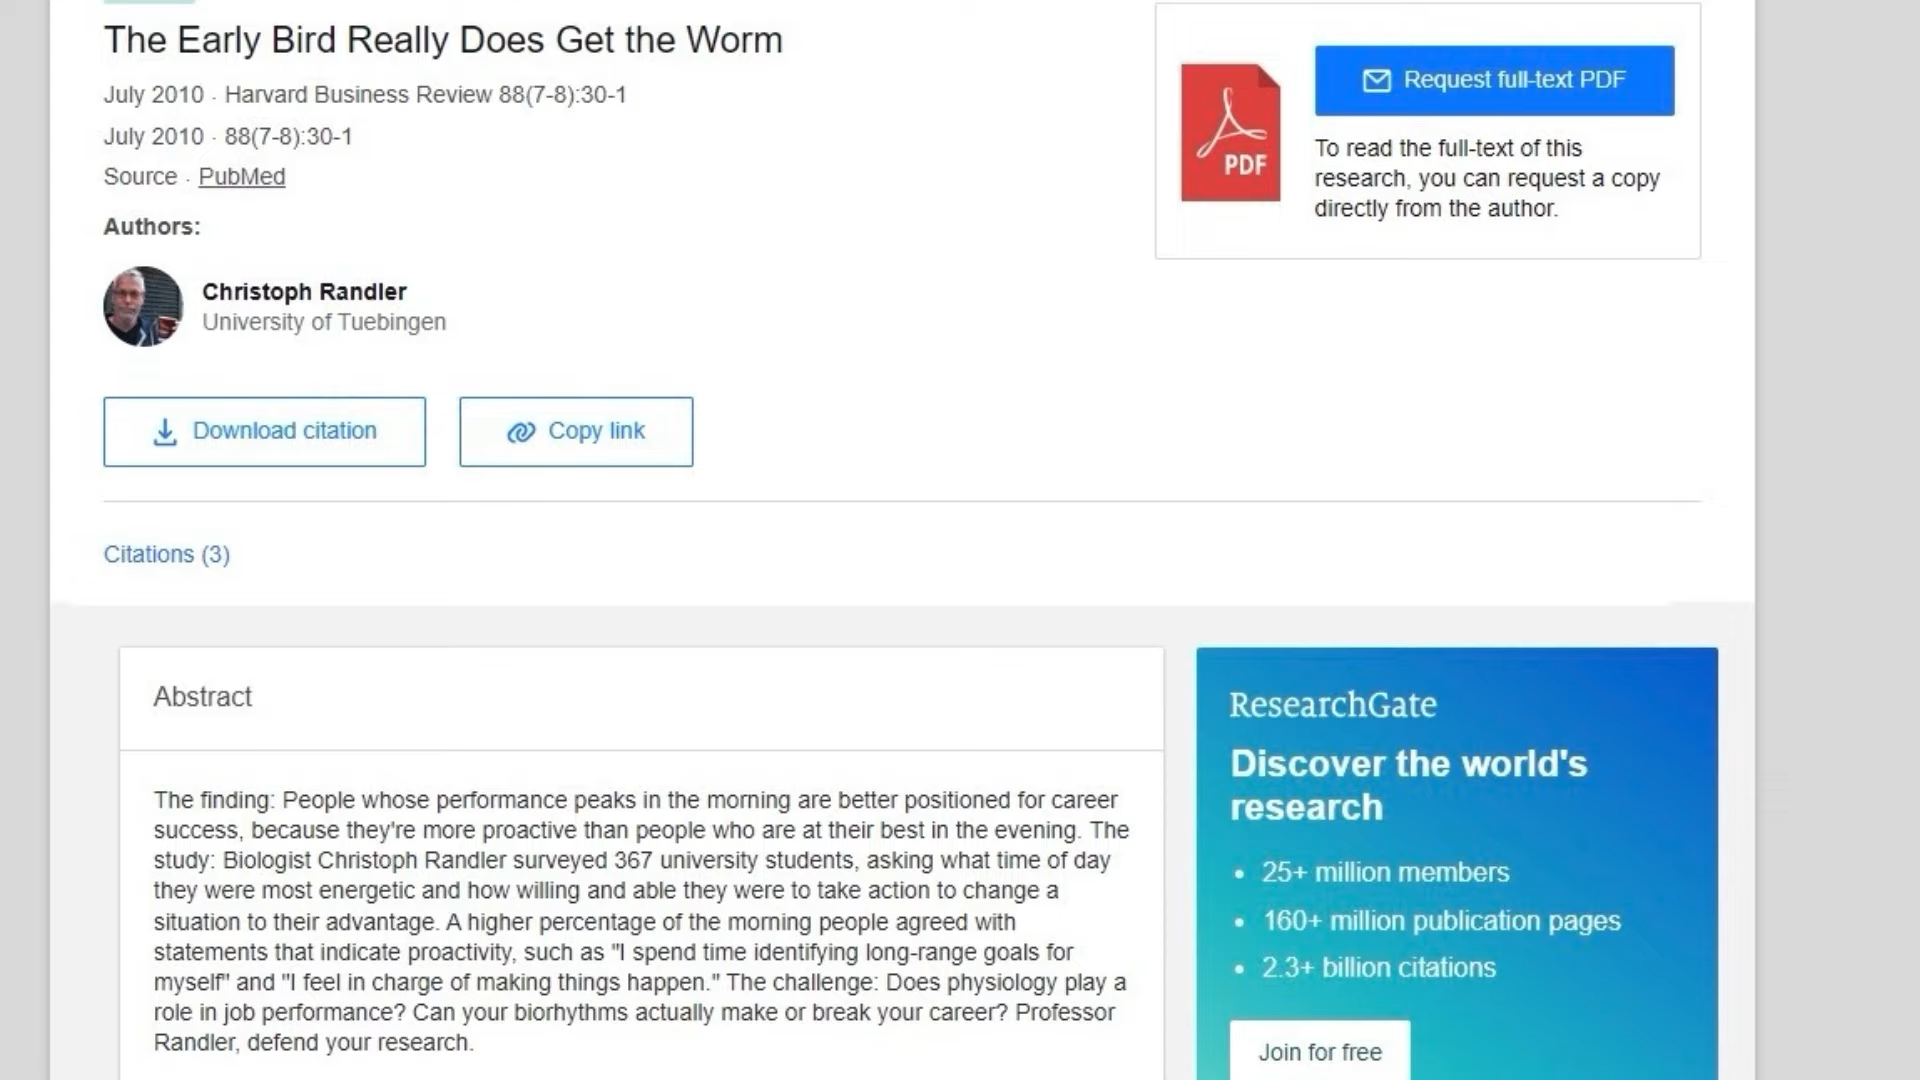 The Early Bird Really Does Get the Worm
July 2010 · Harvard Business Review 88(7-8):30-1
July 2010 · 88(7-8):30-1
Source · PubMed
Authors:
Christoph Randler
University of Tuebingen
Download citation
Copy link
PDF
Request full-text PDF
To read the full-text of this
research, you can request a copy
directly from the author.
Citations (3)
Abstract
The finding: People whose performance peaks in the morning are better positioned for career
success, because they're more proactive than people who are at their best in the evening. The
study: Biologist Christoph Randler surveyed 367 university students, asking what time of day
they were most energetic and how willing and able they were to take action to change a
situation to their advantage. A higher percentage of the morning people agreed with
statements that indicate proactivity, such as "I spend time identifying long-range goals for
myself" and "I feel in charge of making things happen." The challenge: Does physiology play a
role in job performance? Can your biorhythms actually make or break your career? Professor
Randler, defend your research.
ResearchGate
Discover the world's
research
• 25+ million members
• 160+ million publication pages
• 2.3+ billion citations
Join for free